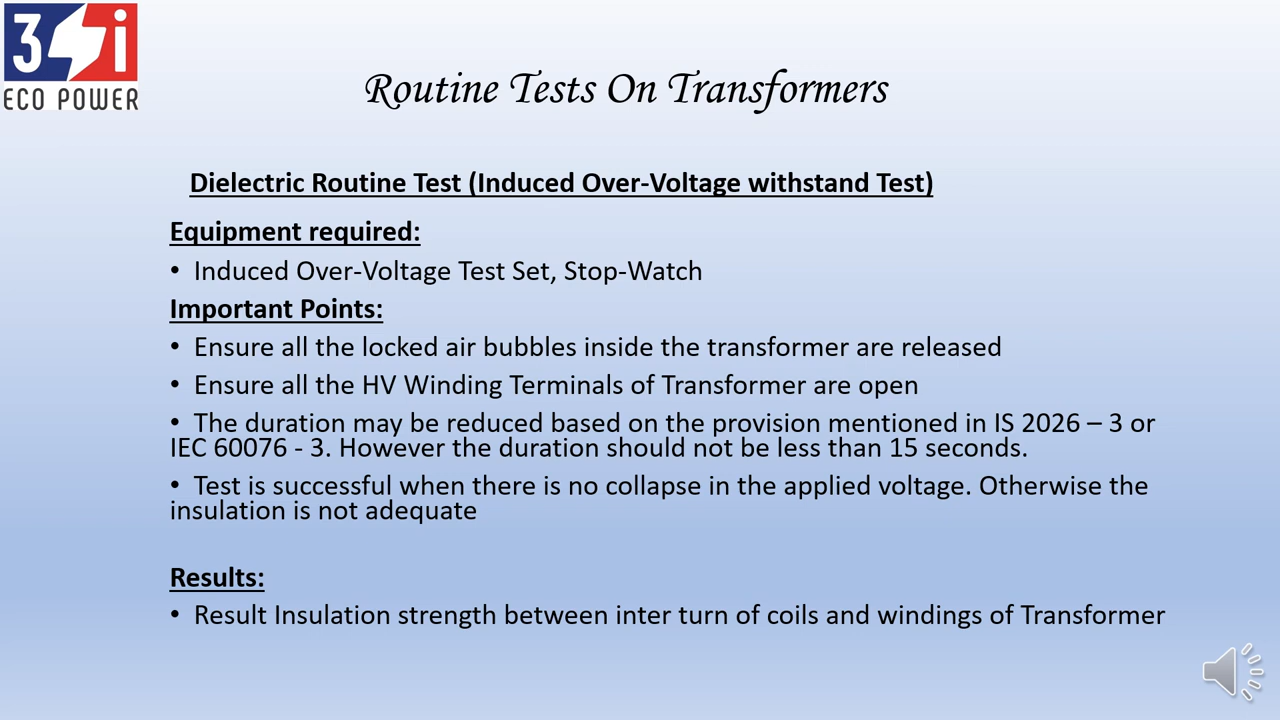 3 i
ECO POWER
Routine Tests On Transformers
Dielectric Routine Test (Induced Over-Voltage withstand Test)
Equipment required:
• Induced Over-Voltage Test Set, Stop-Watch
Important Points:
• Ensure all the locked air bubbles inside the transformer are released
• Ensure all the HV Winding Terminals of Transformer are open
• The duration may be reduced based on the provision mentioned in IS 2026 – 3 or
IEC 60076 - 3. However the duration should not be less than 15 seconds.
• Test is successful when there is no collapse in the applied voltage. Otherwise the
insulation is not adequate
Results:
• Result Insulation strength between inter turn of coils and windings of Transformer